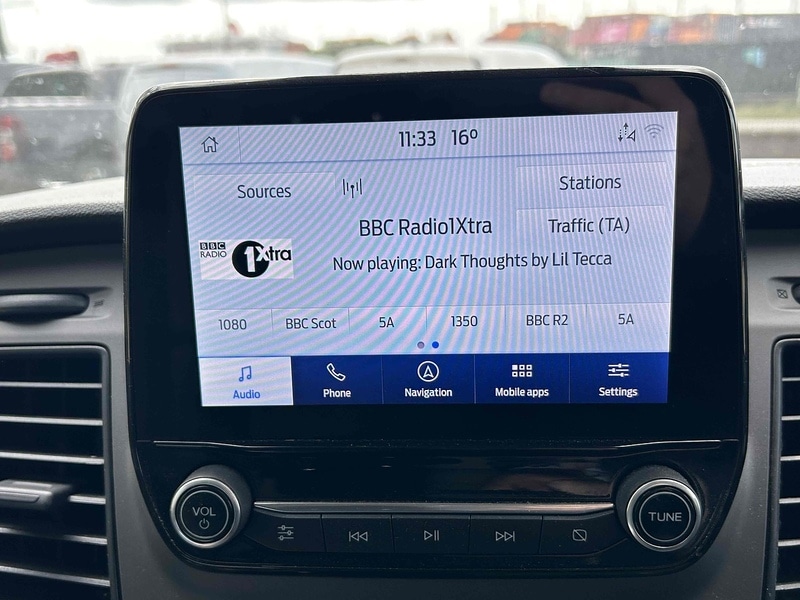 11:33 16º
Sources
Stations
BBC Radio1Xtra
Traffic (TA)
BBC
RADIO
1Xtra
Now playing: Dark Thoughts by Lil Tecca
1080 BBC Scot 5A 1350 BBC R2 5A
Audio Phone Navigation Mobile apps Settings
VOL
TUNE